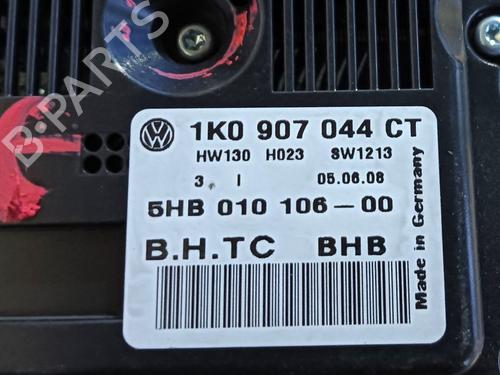 B-PARTS
1K0 907 044 CT
HW130 H023 SW1213
3 I 05.06.08
5HB 010 106-00
B.H.TC BHB
Made in Germany